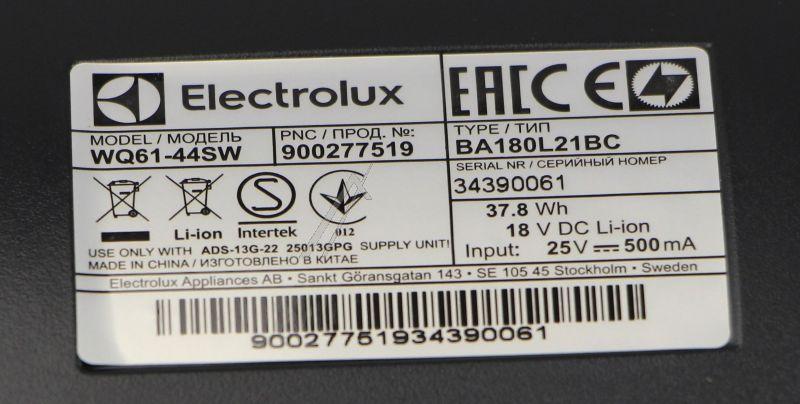 Electrolux
EAC CE
MODEL / МОДЕЛЬ
WQ61-44SW
PNC / ПРОД. №:
900277519
TYPE / ТИП
BA180L21BC
SERIAL NR / СЕРИЙНЫЙ НОМЕР
34390061
Li-ion
S
Intertek
012
37.8 Wh
18 V DC Li-ion
Input: 25V 500 mA
USE ONLY WITH ADS-13G-22 25013GPG SUPPLY UNIT!
MADE IN CHINA / ИЗГОТОВЛЕНО В КИТАЕ
Electrolux Appliances AB • Sankt Göransgatan 143 • SE 105 45 Stockholm • Sweden
90027751934390061